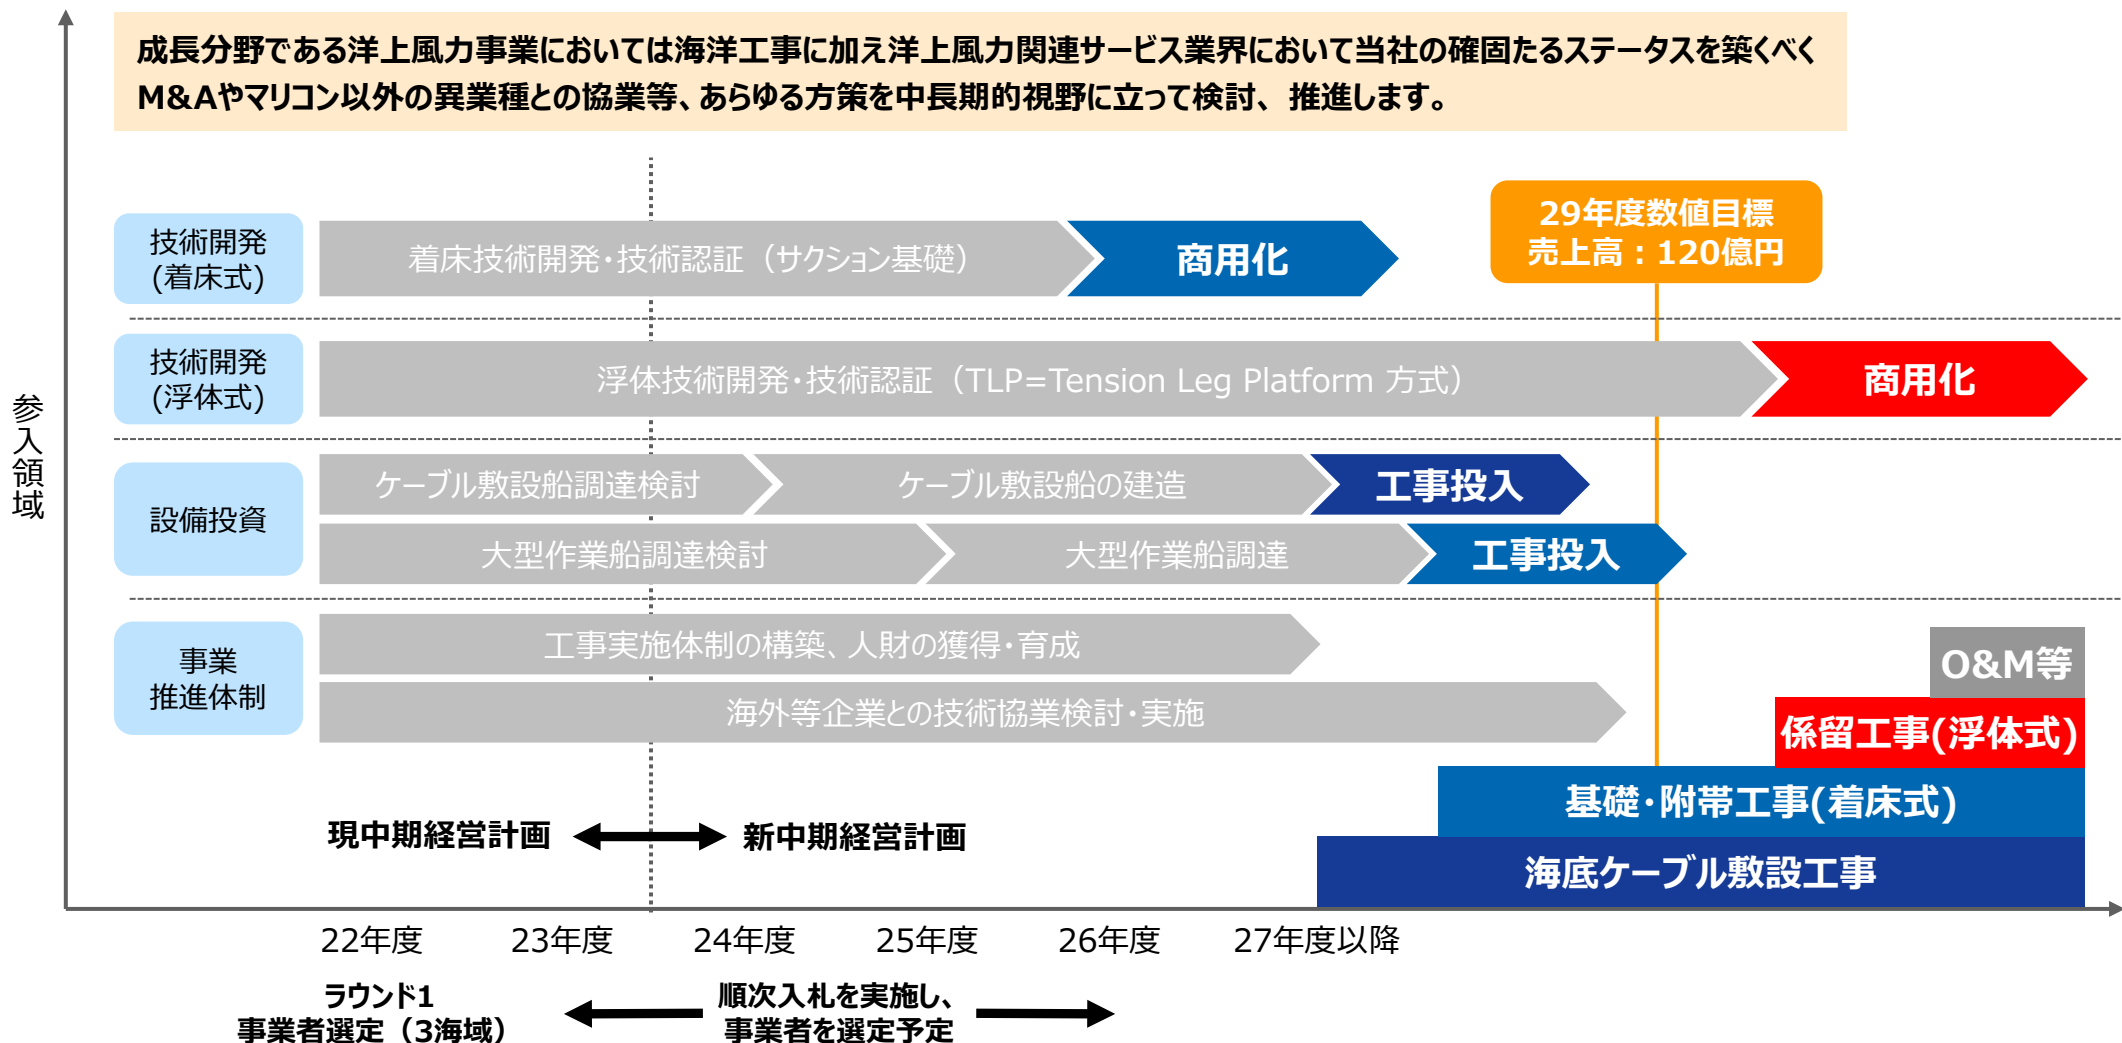 成長分野である洋上風力事業においては海洋工事に加え洋上風力関連サービス業界において当社の確固たるステータスを築くべく
M&Aやマリコン以外の異業種との協業等、あらゆる方策を中長期的視野に立って検討、推進します。
29年度数値目標
売上高：120億円
参入領域
技術開発
(着床式)
着床技術開発・技術認証（サクション基礎）
商用化
技術開発
(浮体式)
浮体技術開発・技術認証（TLP=Tension Leg Platform 方式）
商用化
設備投資
ケーブル敷設船調達検討
ケーブル敷設船の建造
工事投入
大型作業船調達検討
大型作業船調達
工事投入
事業
推進体制
工事実施体制の構築、人財の獲得・育成
海外等企業との技術協業検討・実施
O&M等
係留工事(浮体式)
基礎・附帯工事(着床式)
海底ケーブル敷設工事
現中期経営計画
新中期経営計画
22年度
23年度
24年度
25年度
26年度
27年度以降
ラウンド1
事業者選定（3海域）
順次入札を実施し、
事業者を選定予定